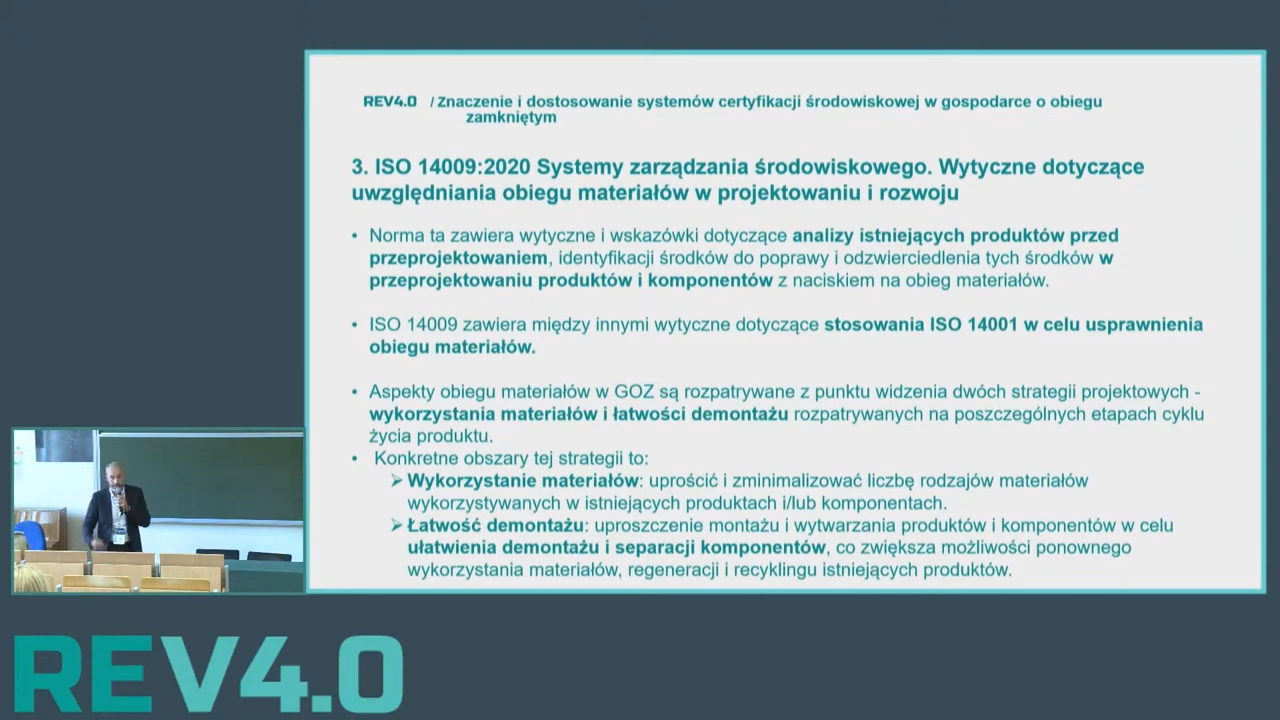 REV4.0 / Znaczenie i dostosowanie systemów certyfikacji środowiskowej w gospodarce o obiegu
zamkniętym
3. ISO 14009:2020 Systemy zarządzania środowiskowego. Wytyczne dotyczące
uwzględniania obiegu materiałów w projektowaniu i rozwoju
• Norma ta zawiera wytyczne i wskazówki dotyczące analizy istniejących produktów przed
przeprojektowaniem, identyfikacji środków do poprawy i odzwierciedlenia tych środków w
przeprojektowaniu produktów i komponentów z naciskiem na obieg materiałów.
• ISO 14009 zawiera między innymi wytyczne dotyczące stosowania ISO 14001 w celu usprawnienia
obiegu materiałów.
• Aspekty obiegu materiałów w GOZ są rozpatrywane z punktu widzenia dwóch strategii projektowych -
wykorzystania materiałów i łatwości demontażu rozpatrywanych na poszczególnych etapach cyklu
życia produktu.
• Konkretne obszary tej strategii to:
➢ Wykorzystanie materiałów: uprościć i zminimalizować liczbę rodzajów materiałów
wykorzystywanych w istniejących produktach i/lub komponentach.
➢ Łatwość demontażu: uproszczenie montażu i wytwarzania produktów i komponentów w celu
ułatwienia demontażu i separacji komponentów, co zwiększa możliwości ponownego
wykorzystania materiałów, regeneracji i recyklingu istniejących produktów.
REV4.0